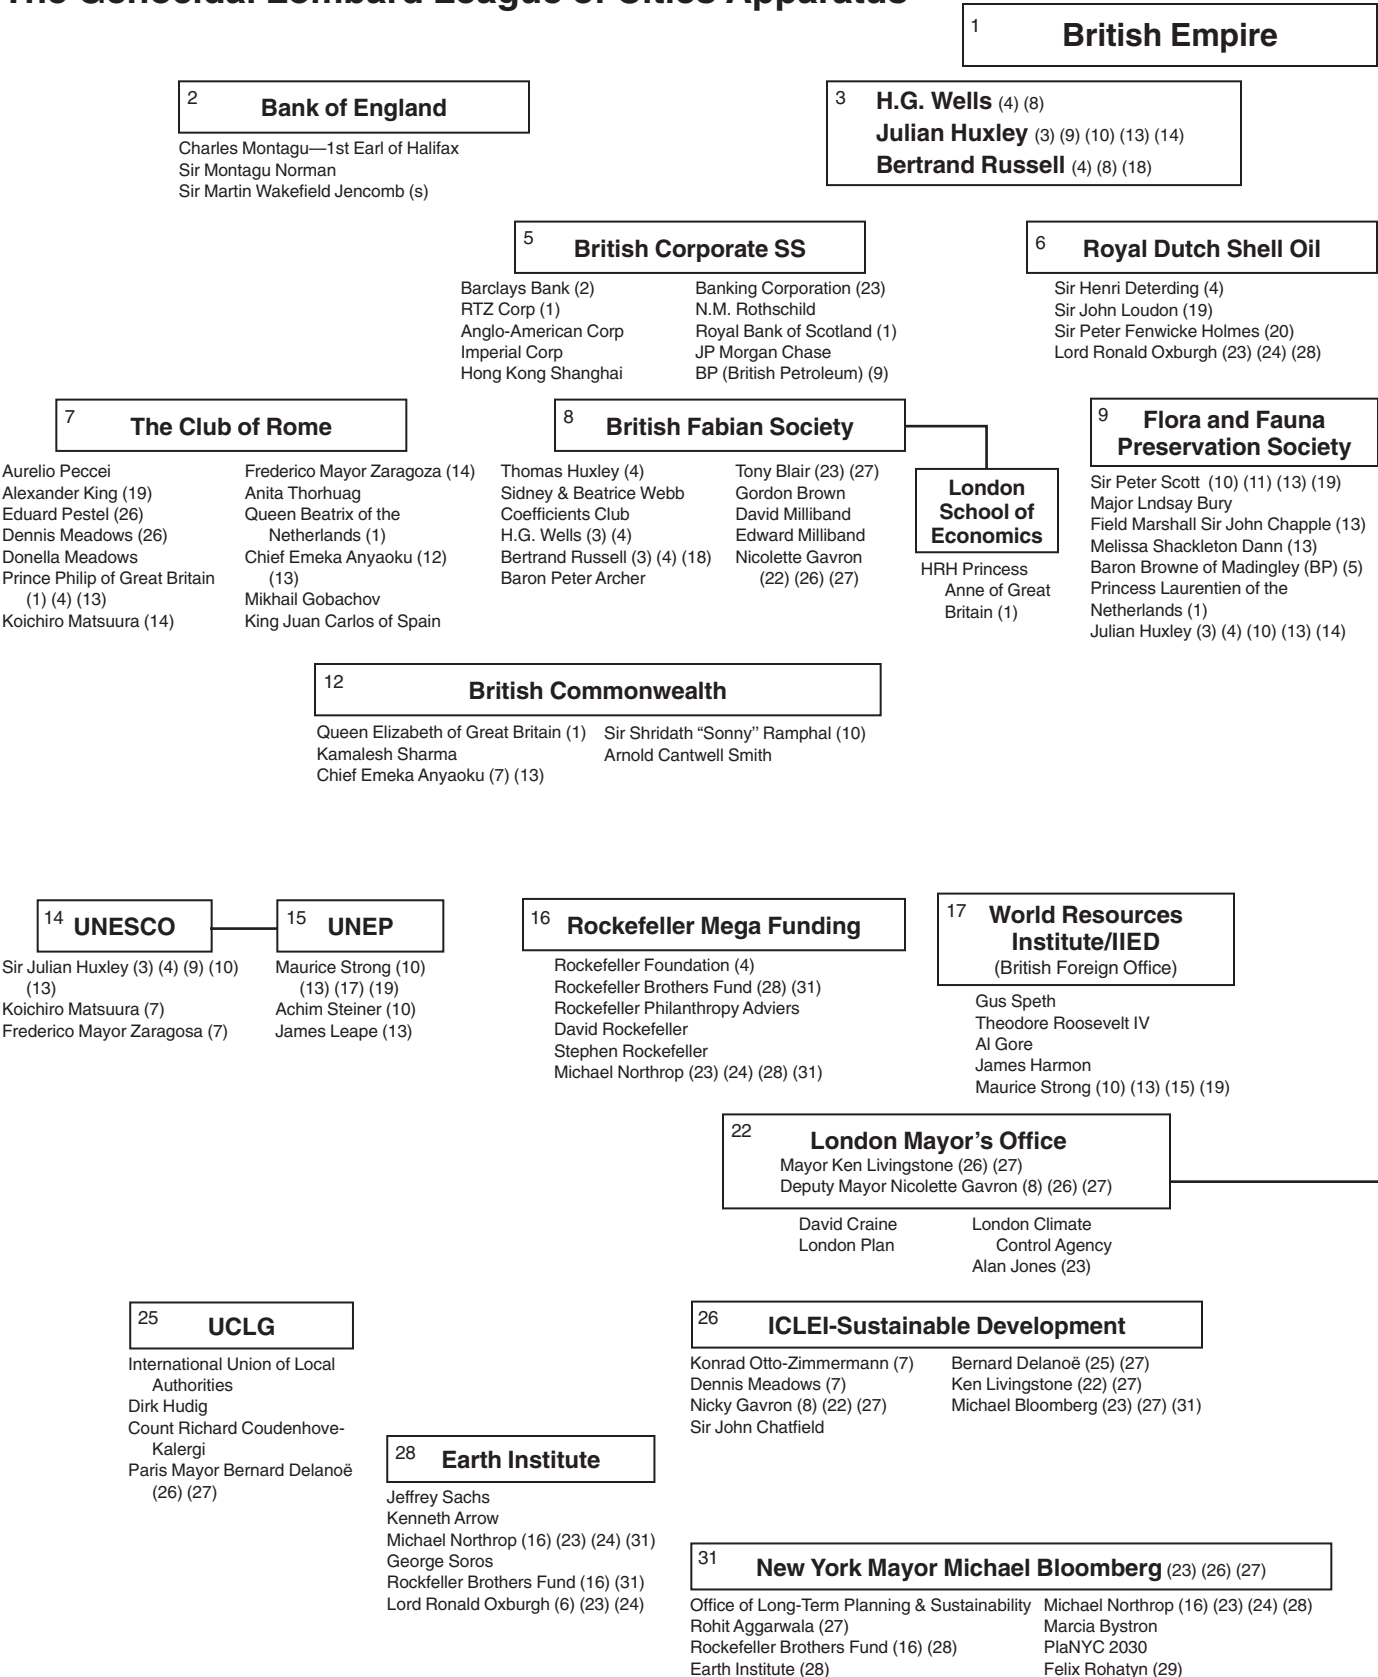 The Genocidal Lombard League of Cities Apparatus
1
British Empire
2
Bank of England
Charles Montagu—1st Earl of Halifax
Sir Montagu Norman
Sir Martin Wakefield Jencomb (s)
3
H.G. Wells (4) (8)
Julian Huxley (3) (9) (10) (13) (14)
Bertrand Russell (4) (8) (18)
5
British Corporate SS
Barclays Bank (2)
RTZ Corp (1)
Anglo-American Corp
Imperial Corp
Hong Kong Shanghai
Banking Corporation (23)
N.M. Rothschild
Royal Bank of Scotland (1)
JP Morgan Chase
BP (British Petroleum) (9)
6
Royal Dutch Shell Oil
Sir Henri Deterding (4)
Sir John Loudon (19)
Sir Peter Fenwicke Holmes (20)
Lord Ronald Oxburgh (23) (24) (28)
7
The Club of Rome
Aurelio Peccei
Alexander King (19)
Eduard Pestel (26)
Dennis Meadows (26)
Donella Meadows
Prince Philip of Great Britain
(1) (4) (13)
Koichiro Matsuura (14)
Frederico Mayor Zaragoza (14)
Anita Thorhuag
Queen Beatrix of the
Netherlands (1)
Chief Emeka Anyaoku (12)
(13)
Mikhail Gobachov
King Juan Carlos of Spain
8
British Fabian Society
Thomas Huxley (4)
Sidney & Beatrice Webb
Coefficients Club
H.G. Wells (3) (4)
Bertrand Russell (3) (4) (18)
Baron Peter Archer
Tony Blair (23) (27)
Gordon Brown
David Milliband
Edward Milliband
Nicolette Gavron
(22) (26) (27)
London
School of
Economics
HRH Princess
Anne of Great
Britain (1)
9
Flora and Fauna
Preservation Society
Sir Peter Scott (10) (11) (13) (19)
Major Lndsay Bury
Field Marshall Sir John Chapple (13)
Melissa Shackleton Dann (13)
Baron Browne of Madingley (BP) (5)
Princess Laurentien of the
Netherlands (1)
Julian Huxley (3) (4) (10) (13) (14)
12
British Commonwealth
Queen Elizabeth of Great Britain (1)
Kamalesh Sharma
Chief Emeka Anyaoku (7) (13)
Sir Shridath “Sonny” Ramphal (10)
Arnold Cantwell Smith
14
UNESCO
Sir Julian Huxley (3) (4) (9) (10)
(13)
Koichiro Matsuura (7)
Frederico Mayor Zaragosa (7)
15
UNEP
Maurice Strong (10)
(13) (17) (19)
Achim Steiner (10)
James Leape (13)
16
Rockefeller Mega Funding
Rockefeller Foundation (4)
Rockefeller Brothers Fund (28) (31)
Rockefeller Philanthropy Advisers
David Rockefeller
Stephen Rockefeller
Michael Northrop (23) (24) (28) (31)
17
World Resources
Institute/IIED
(British Foreign Office)
Gus Speth
Theodore Roosevelt IV
Al Gore
James Harmon
Maurice Strong (10) (13) (15) (19)
22
London Mayor’s Office
Mayor Ken Livingstone (26) (27)
Deputy Mayor Nicolette Gavron (8) (26) (27)
David Craine
London Plan
London Climate
Control Agency
Alan Jones (23)
25
UCLG
International Union of Local
Authorities
Dirk Hudig
Count Richard Coudenhove-
Kalergi
Paris Mayor Bernard Delanoë
(26) (27)
26
ICLEI-Sustainable Development
Konrad Otto-Zimmermann (7)
Dennis Meadows (7)
Nicky Gavron (8) (22) (27)
Sir John Chatfield
Bernard Delanoë (25) (27)
Ken Livingstone (22) (27)
Michael Bloomberg (23) (27) (31)
28
Earth Institute
Jeffrey Sachs
Kenneth Arrow
Michael Northrop (16) (23) (24) (31)
George Soros
Rockfeller Brothers Fund (16) (31)
Lord Ronald Oxburgh (6) (23) (24)
31
New York Mayor Michael Bloomberg (23) (26) (27)
Office of Long-Term Planning & Sustainability
Rohit Aggarwala (27)
Rockefeller Brothers Fund (16) (28)
Earth Institute (28)
Michael Northrop (16) (23) (24) (28)
Marcia Bystron
PlaNYC 2030
Felix Rohatyn (29)